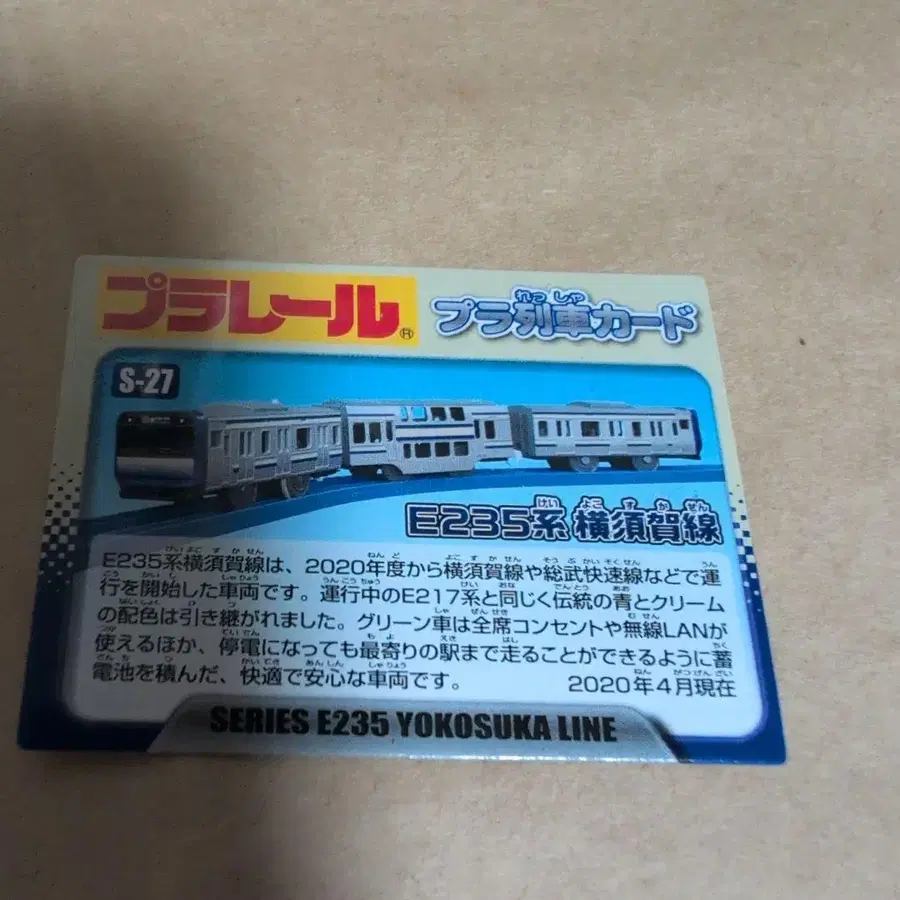 プラレール®
プラ列車カード
S-27
E235系 横須賀線
E235系横須賀線は、2020年度から横須賀線や総武快速線などで運
行を開始した車両です。運行中のE217系と同じく伝統の青とクリーム
の配色は引き継がれました。グリーン車は全席コンセントや無線LANが
使えるほか、停電になっても最寄りの駅まで走ることができるように蓄
電池を積んだ、快適で安心な車両です。 2020年4月現在
SERIES E235 YOKOSUKA LINE